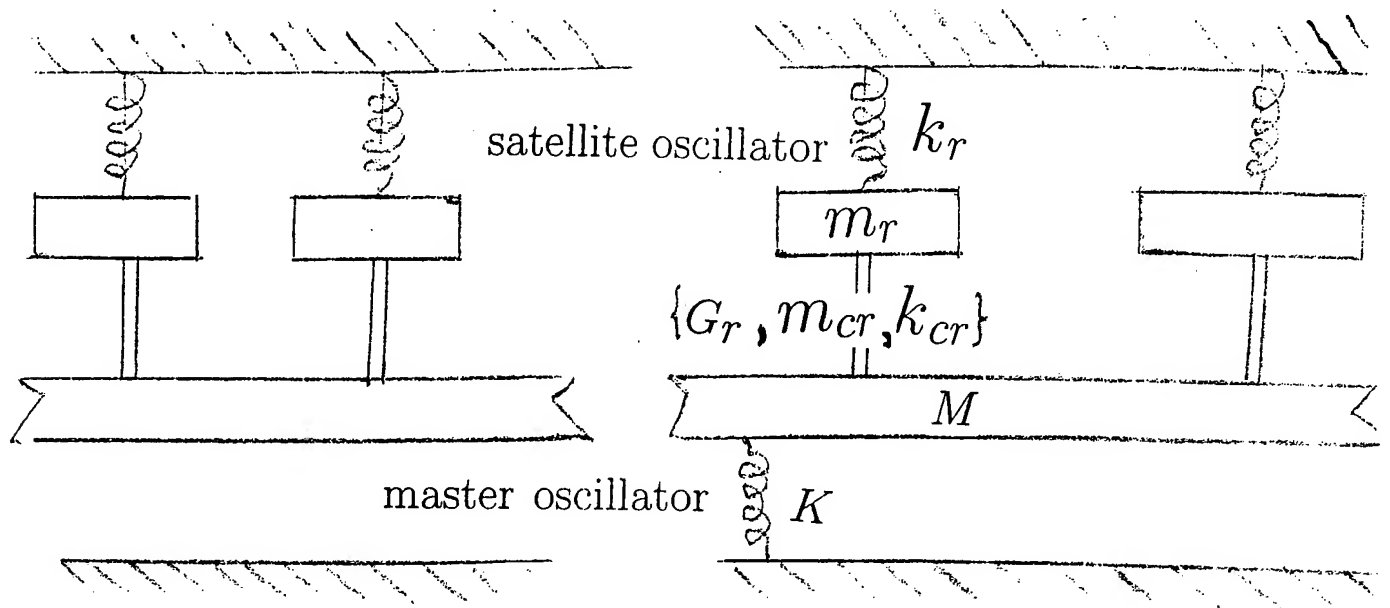 satellite oscillator k_r
m_r
{G_r, m_cr, k_cr}
M
master oscillator K